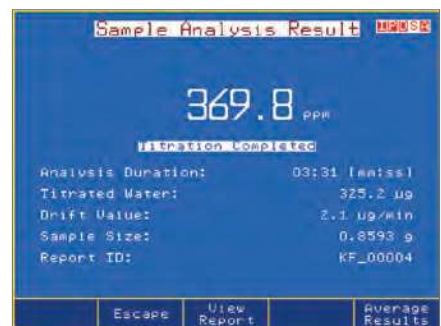 Sample Analysis Result
369.8 ppm
Titration Completed
Analysis Duration: 03:31 [mm:ss]
Titrated Water: 325.2 µg
Drift Value: 2.1 µg/min
Sample Size: 0.8593 g
Report ID: KF_00004
Escape View Report Average Results